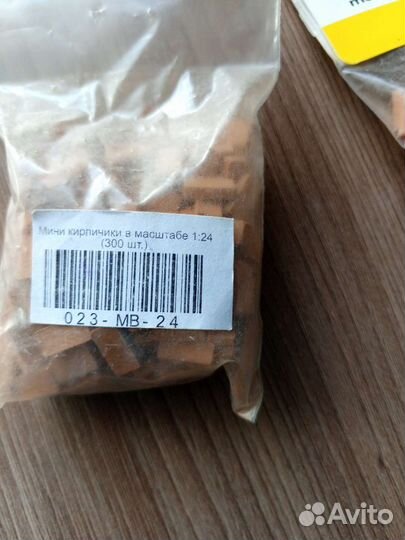 Мини кирпичики в масштабе 1:24
(300 шт.)
023-MB-24
Avito